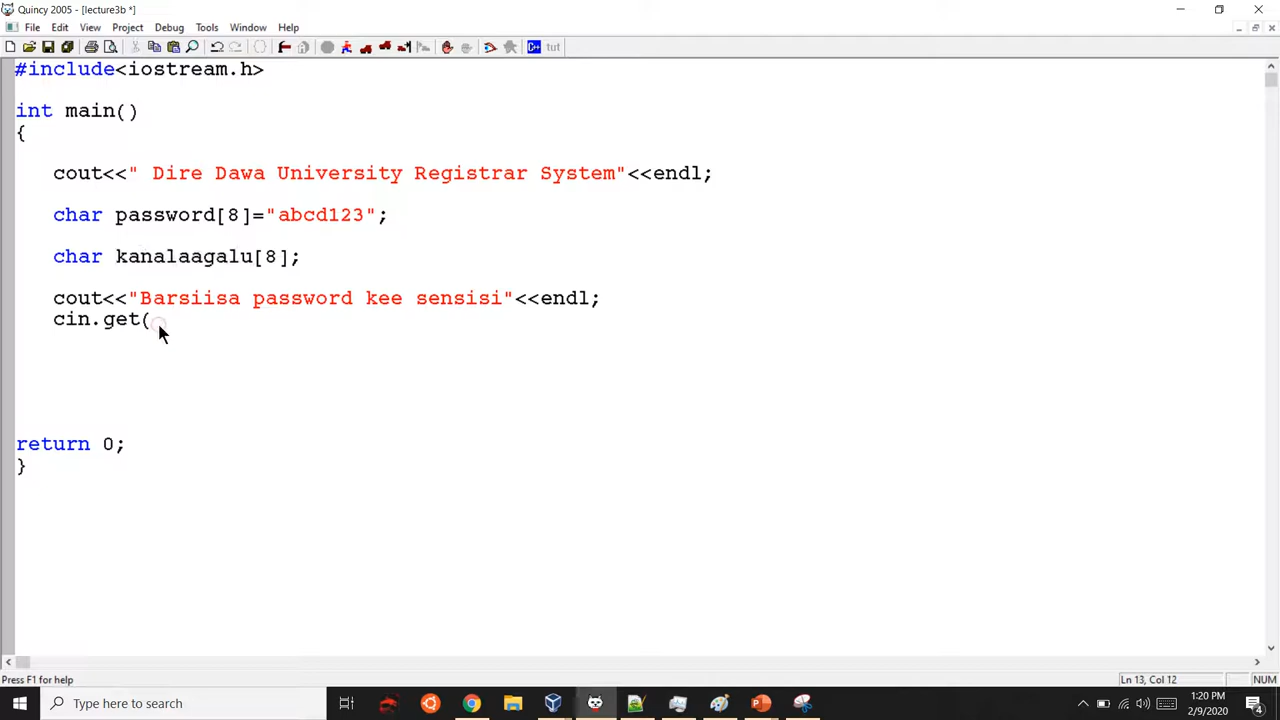 Quincy 2005 - [lecture3b *]
File Edit View Project Debug Tools Window Help
C++ tut
#include<iostream.h>
int main()
{
cout<<" Dire Dawa University Registrar System"<<endl;
char password[8]="abcd123";
char kanalaagalu[8];
cout<<"Barsiisa password kee sensisi"<<endl;
cin.get(
return 0;
}
Press F1 for help
Ln 13, Col 12
NUM
Type here to search
1:20 PM
2/9/2020
4